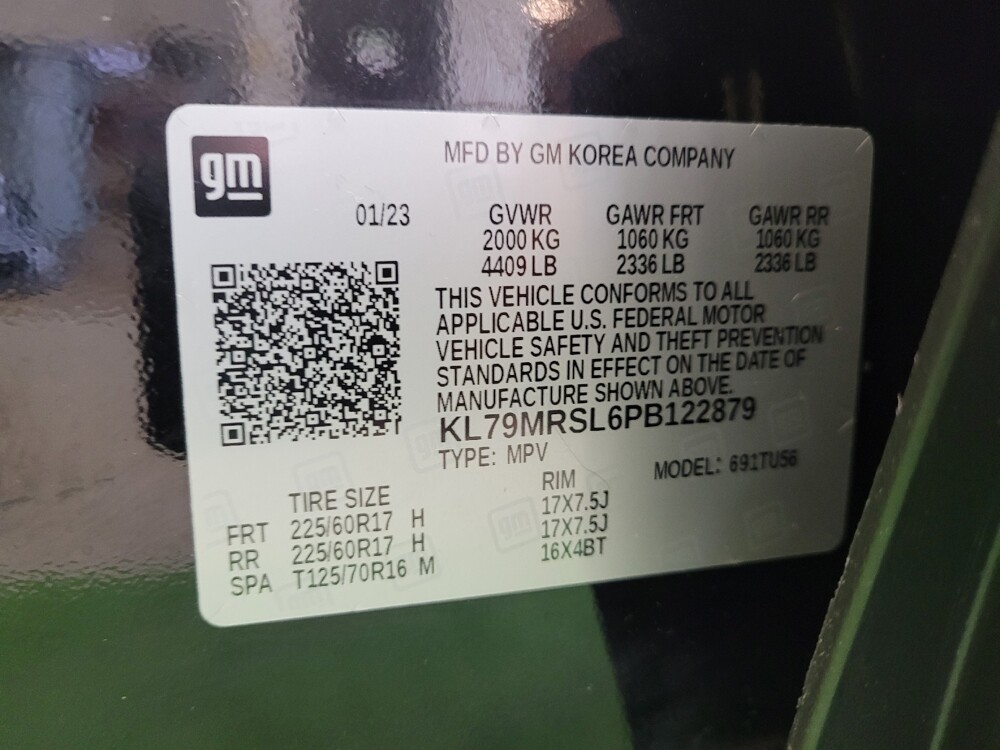 gm
MFD BY GM KOREA COMPANY
01/23
GVWR GAWR FRT GAWR RR
2000 KG 1060 KG 1060 KG
4409 LB 2336 LB 2336 LB
THIS VEHICLE CONFORMS TO ALL
APPLICABLE U.S. FEDERAL MOTOR
VEHICLE SAFETY AND THEFT PREVENTION
STANDARDS IN EFFECT ON THE DATE OF
MANUFACTURE SHOWN ABOVE.
KL79MRSL6PB122879
TYPE: MPV MODEL: 691TU56
TIRE SIZE RIM
FRT 225/60R17 H 17X7.5J
RR 225/60R17 H 17X7.5J
SPA T125/70R16 M 16X4BT